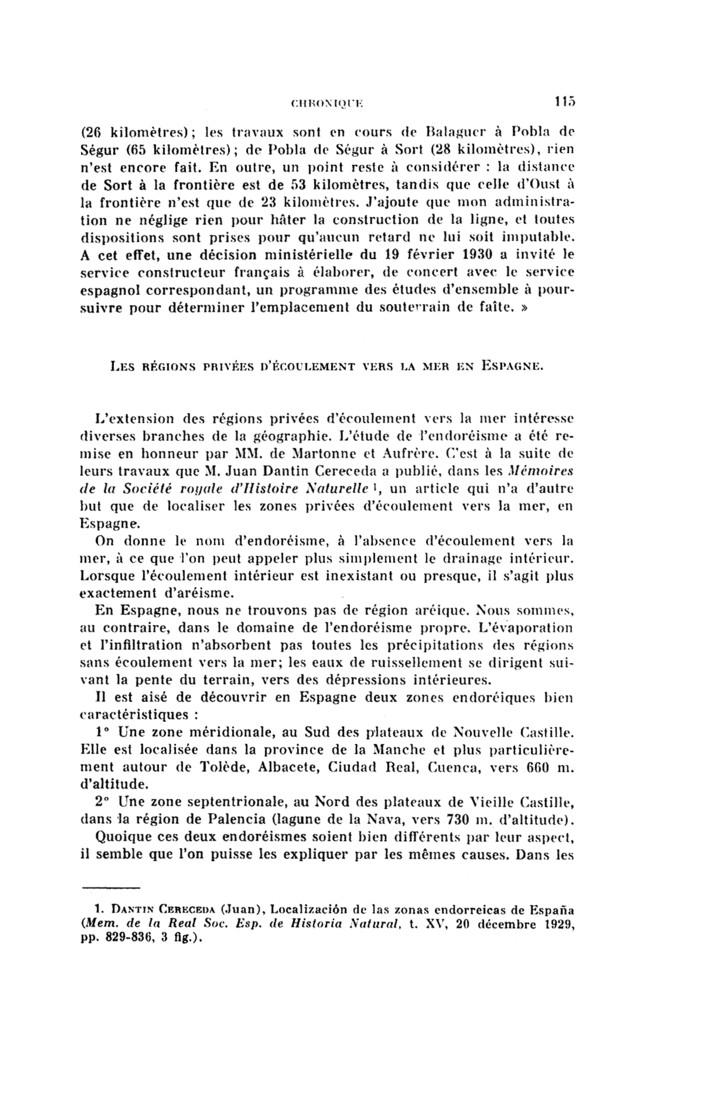 CHRONIQUE 115
(26 kilomètres); les travaux sont en cours de Balaguer à Pobla de
Ségur (65 kilomètres); de Pobla de Ségur à Sort (28 kilomètres), rien
n'est encore fait. En outre, un point reste à considérer : la distance
de Sort à la frontière est de 53 kilomètres, tandis que celle d'Oust à
la frontière n'est que de 23 kilomètres. J'ajoute que mon administra-
tion ne néglige rien pour hâter la construction de la ligne, et toutes
dispositions sont prises pour qu'aucun retard ne lui soit imputable.
A cet effet, une décision ministérielle du 19 février 1930 a invité le
service constructeur français à élaborer, de concert avec le service
espagnol correspondant, un programme des études d'ensemble à pour-
suivre pour déterminer l'emplacement du souterrain de faîte. »
LES RÉGIONS PRIVÉES D'ÉCOULEMENT VERS LA MER EN ESPAGNE.
L'extension des régions privées d'écoulement vers la mer intéresse
diverses branches de la géographie. L'étude de l'endoréisme a été re-
mise en honneur par MM. de Martonne et Aufrère. C'est à la suite de
leurs travaux que M. Juan Dantin Cereceda a publié, dans les Mémoires
de la Société royale d'Histoire Naturelle 1, un article qui n'a d'autre
but que de localiser les zones privées d'écoulement vers la mer, en
Espagne.
On donne le nom d'endoréisme, à l'absence d'écoulement vers la
mer, à ce que l'on peut appeler plus simplement le drainage intérieur.
Lorsque l'écoulement intérieur est inexistant ou presque, il s'agit plus
exactement d'aréisme.
En Espagne, nous ne trouvons pas de région aréique. Nous sommes,
au contraire, dans le domaine de l'endoréisme propre. L'évaporation
et l'infiltration n'absorbent pas toutes les précipitations des régions
sans écoulement vers la mer; les eaux de ruissellement se dirigent sui-
vant la pente du terrain, vers des dépressions intérieures.
Il est aisé de découvrir en Espagne deux zones endoréiques bien
caractéristiques :
1° Une zone méridionale, au Sud des plateaux de Nouvelle Castille.
Elle est localisée dans la province de la Manche et plus particulière-
ment autour de Tolède, Albacete, Ciudad Real, Cuenca, vers 660 m.
d'altitude.
2° Une zone septentrionale, au Nord des plateaux de Vieille Castille,
dans la région de Palencia (lagune de la Nava, vers 730 m. d'altitude).
Quoique ces deux endoréismes soient bien différents par leur aspect,
il semble que l'on puisse les expliquer par les mêmes causes. Dans les
1. DANTIN CERECEDA (Juan), Localización de las zonas endorreicas de España
(Mem. de la Real Soc. Esp. de Historia Natural, t. XV, 20 décembre 1929,
pp. 829-836, 3 fig.).